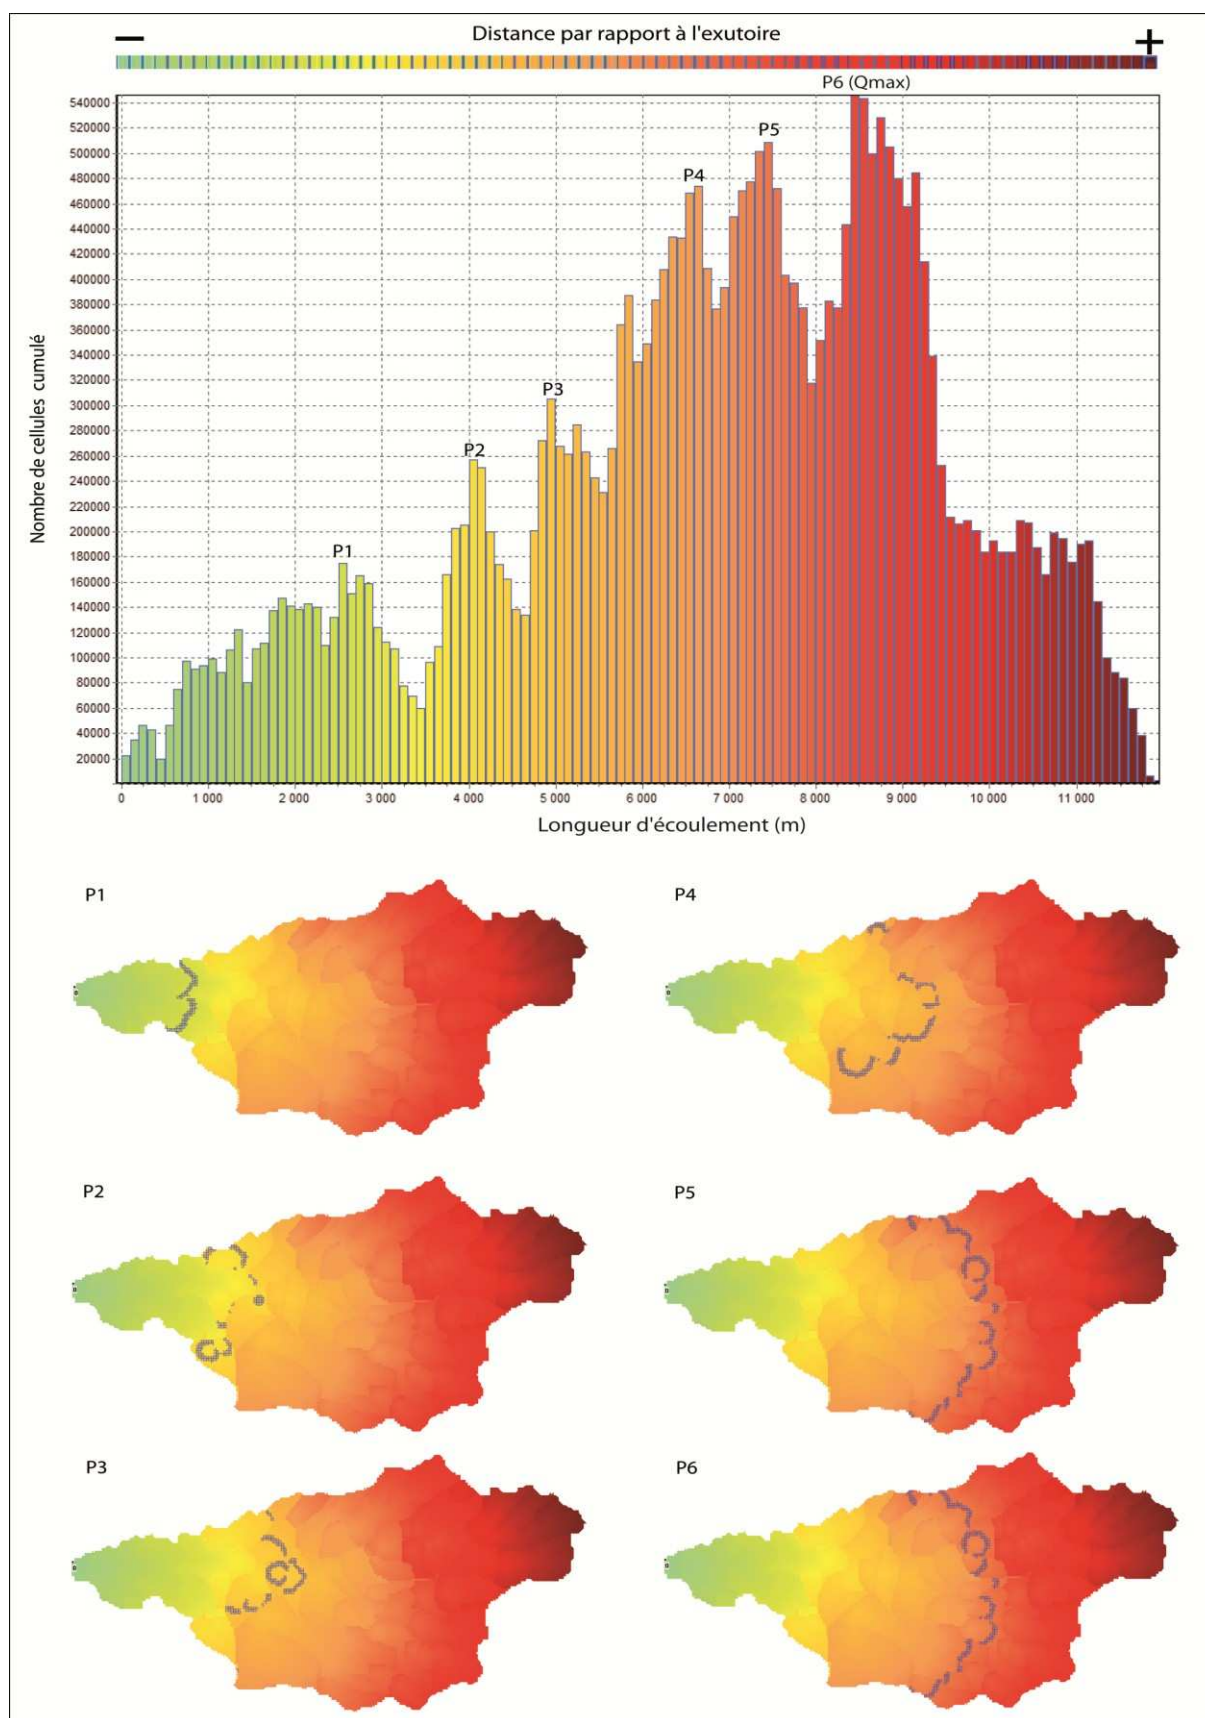 Distance par rapport à l'exutoire
− +
P6 (Qmax)
P5
P4
P3
P2
P1
540000
520000
500000
480000
460000
440000
420000
400000
380000
360000
340000
320000
300000
280000
260000
240000
220000
200000
180000
160000
140000
120000
100000
80000
60000
40000
20000
Nombre de cellules cumulé
0 1 000 2 000 3 000 4 000 5 000 6 000 7 000 8 000 9 000 10 000 11 000
Longueur d'écoulement (m)
P1
P4
P2
P5
P3
P6